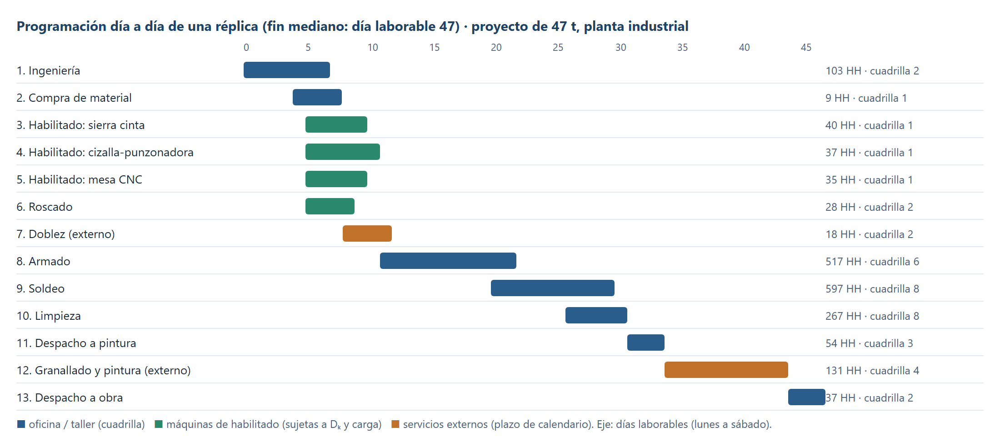 Programación día a día de una réplica (fin mediano: día laborable 47) · proyecto de 47 t, planta industrial
0 5 10 15 20 25 30 35 40 45
1. Ingeniería 103 HH · cuadrilla 2
2. Compra de material 9 HH · cuadrilla 1
3. Habilitado: sierra cinta 40 HH · cuadrilla 1
4. Habilitado: cizalla-punzonadora 37 HH · cuadrilla 1
5. Habilitado: mesa CNC 35 HH · cuadrilla 1
6. Roscado 28 HH · cuadrilla 2
7. Doblez (externo) 18 HH · cuadrilla 2
8. Armado 517 HH · cuadrilla 6
9. Soldeo 597 HH · cuadrilla 8
10. Limpieza 267 HH · cuadrilla 8
11. Despacho a pintura 54 HH · cuadrilla 3
12. Granallado y pintura (externo) 131 HH · cuadrilla 4
13. Despacho a obra 37 HH · cuadrilla 2
oficina / taller (cuadrilla) máquinas de habilitado (sujetas a Dₖ y carga) servicios externos (plazo de calendario). Eje: días laborables (lunes a sábado).